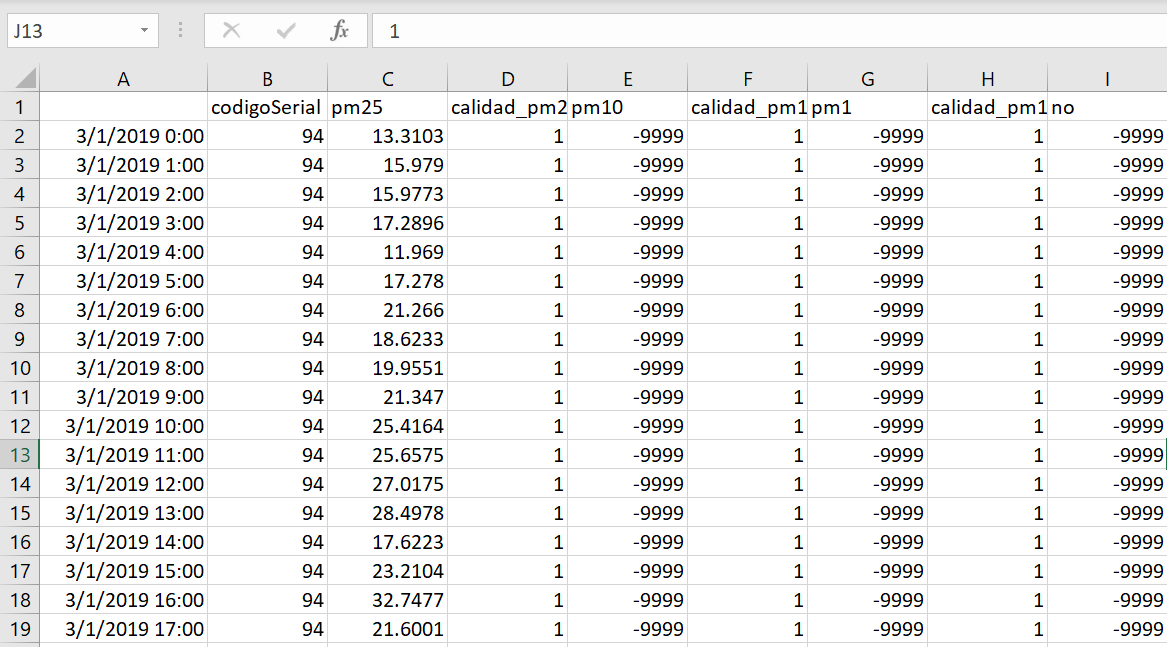 J13 fx 1
A B C D E F G H I
1 codigoSerial pm25 calidad_pm2 pm10 calidad_pm1 pm1 calidad_pm1 no
2 3/1/2019 0:00 94 13.3103 1 -9999 1 -9999 1 -9999
3 3/1/2019 1:00 94 15.979 1 -9999 1 -9999 1 -9999
4 3/1/2019 2:00 94 15.9773 1 -9999 1 -9999 1 -9999
5 3/1/2019 3:00 94 17.2896 1 -9999 1 -9999 1 -9999
6 3/1/2019 4:00 94 11.969 1 -9999 1 -9999 1 -9999
7 3/1/2019 5:00 94 17.278 1 -9999 1 -9999 1 -9999
8 3/1/2019 6:00 94 21.266 1 -9999 1 -9999 1 -9999
9 3/1/2019 7:00 94 18.6233 1 -9999 1 -9999 1 -9999
10 3/1/2019 8:00 94 19.9551 1 -9999 1 -9999 1 -9999
11 3/1/2019 9:00 94 21.347 1 -9999 1 -9999 1 -9999
12 3/1/2019 10:00 94 25.4164 1 -9999 1 -9999 1 -9999
13 3/1/2019 11:00 94 25.6575 1 -9999 1 -9999 1 -9999
14 3/1/2019 12:00 94 27.0175 1 -9999 1 -9999 1 -9999
15 3/1/2019 13:00 94 28.4978 1 -9999 1 -9999 1 -9999
16 3/1/2019 14:00 94 17.6223 1 -9999 1 -9999 1 -9999
17 3/1/2019 15:00 94 23.2104 1 -9999 1 -9999 1 -9999
18 3/1/2019 16:00 94 32.7477 1 -9999 1 -9999 1 -9999
19 3/1/2019 17:00 94 21.6001 1 -9999 1 -9999 1 -9999